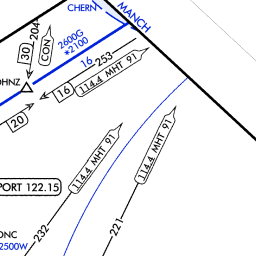 CHERN
MANCH
2600G
*2100
16
253
204
30
CON
OHNZ
16
114.4 MHT 91
20
114.4 MHT 91
114.4 MHT 91
PORT 122.15
232
221
ONC
2500W